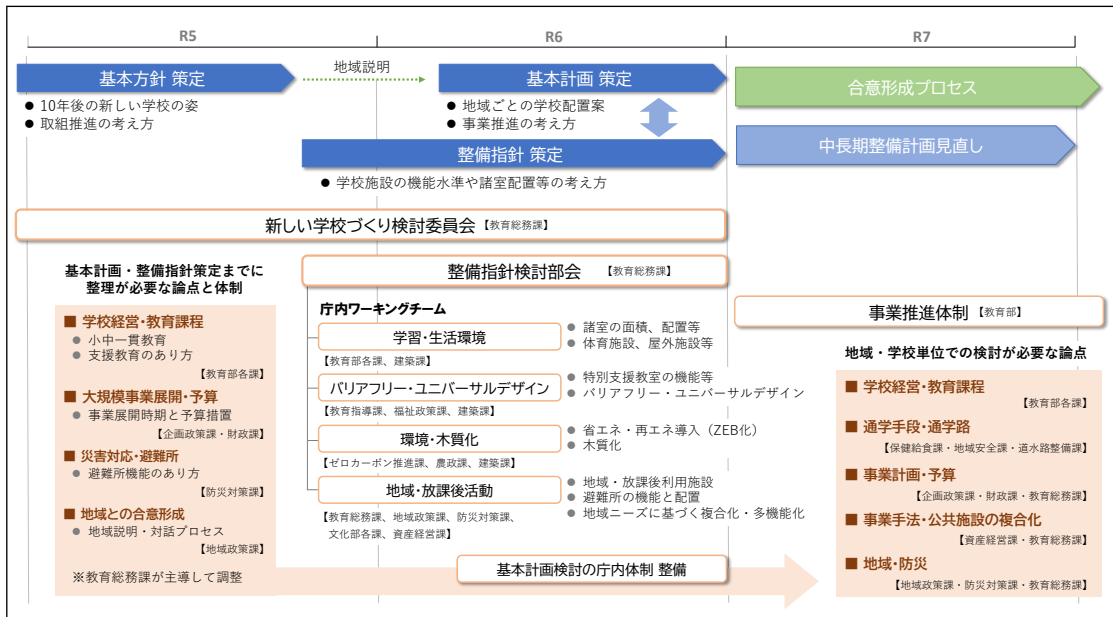 R5
R6
R7
基本方針 策定
地域説明
基本計画 策定
合意形成プロセス
● 10年後の新しい学校の姿
● 取組推進の考え方
● 地域ごとの学校配置案
● 事業推進の考え方
整備指針 策定
中長期整備計画見直し
● 学校施設の機能水準や諸室配置等の考え方
新しい学校づくり検討委員会【教育総務課】
整備指針検討部会 【教育総務課】
基本計画・整備指針策定までに
整理が必要な論点と体制
■ 学校経営・教育課程
● 小中一貫教育
● 支援教育のあり方
【教育部各課】
■ 大規模事業展開・予算
● 事業展開時期と予算措置
【企画政策課・財政課】
■ 災害対応・避難所
● 避難所機能のあり方
【防災対策課】
■ 地域との合意形成
● 地域説明・対話プロセス
【地域政策課】
※教育総務課が主導して調整
庁内ワーキングチーム
学習・生活環境
【教育部各課、建築課】
● 諸室の面積、配置等
● 体育施設、屋外施設等
バリアフリー・ユニバーサルデザイン
【教育指導課、福祉政策課、建築課】
● 特別支援教室の機能等
● バリアフリー・ユニバーサルデザイン
環境・木質化
【ゼロカーボン推進課、農政課、建築課】
● 省エネ・再エネ導入（ZEB化）
● 木質化
地域・放課後活動
【教育総務課、地域政策課、防災対策課、
文化部各課、資産経営課】
● 地域・放課後利用施設
● 避難所の機能と配置
● 地域ニーズに基づく複合化・多機能化
基本計画検討の庁内体制 整備
事業推進体制【教育部】
地域・学校単位での検討が必要な論点
■ 学校経営・教育課程
【教育部各課】
■ 通学手段・通学路
【保健給食課・地域安全課・道水路整備課】
■ 事業計画・予算
【企画政策課・財政課・教育総務課】
■ 事業手法・公共施設の複合化
【資産経営課・教育総務課】
■ 地域・防災
【地域政策課・防災対策課・教育総務課】